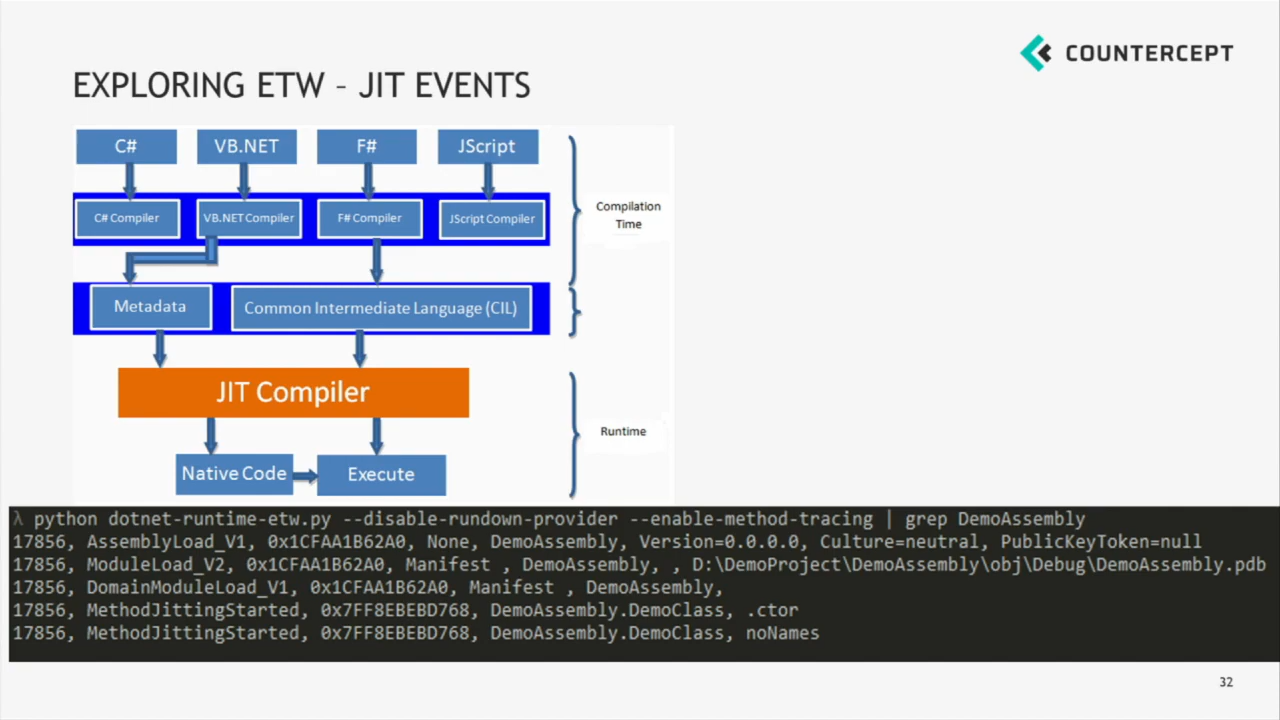 COUNTERCEPT
EXPLORING ETW – JIT EVENTS
C# VB.NET F# JScript
C# Compiler VB.NET Compiler F# Compiler JScript Compiler
Compilation
Time
Metadata Common Intermediate Language (CIL)
JIT Compiler
Runtime
Native Code Execute
λ python dotnet-runtime-etw.py --disable-rundown-provider --enable-method-tracing | grep DemoAssembly
17856, AssemblyLoad_V1, 0x1CFAA1B62A0, None, DemoAssembly, Version=0.0.0.0, Culture=neutral, PublicKeyToken=null
17856, ModuleLoad_V2, 0x1CFAA1B62A0, Manifest , DemoAssembly, , D:\DemoProject\DemoAssembly\obj\Debug\DemoAssembly.pdb
17856, DomainModuleLoad_V1, 0x1CFAA1B62A0, Manifest , DemoAssembly,
17856, MethodJittingStarted, 0x7FF8EBEBD768, DemoAssembly.DemoClass, .ctor
17856, MethodJittingStarted, 0x7FF8EBEBD768, DemoAssembly.DemoClass, noNames
32